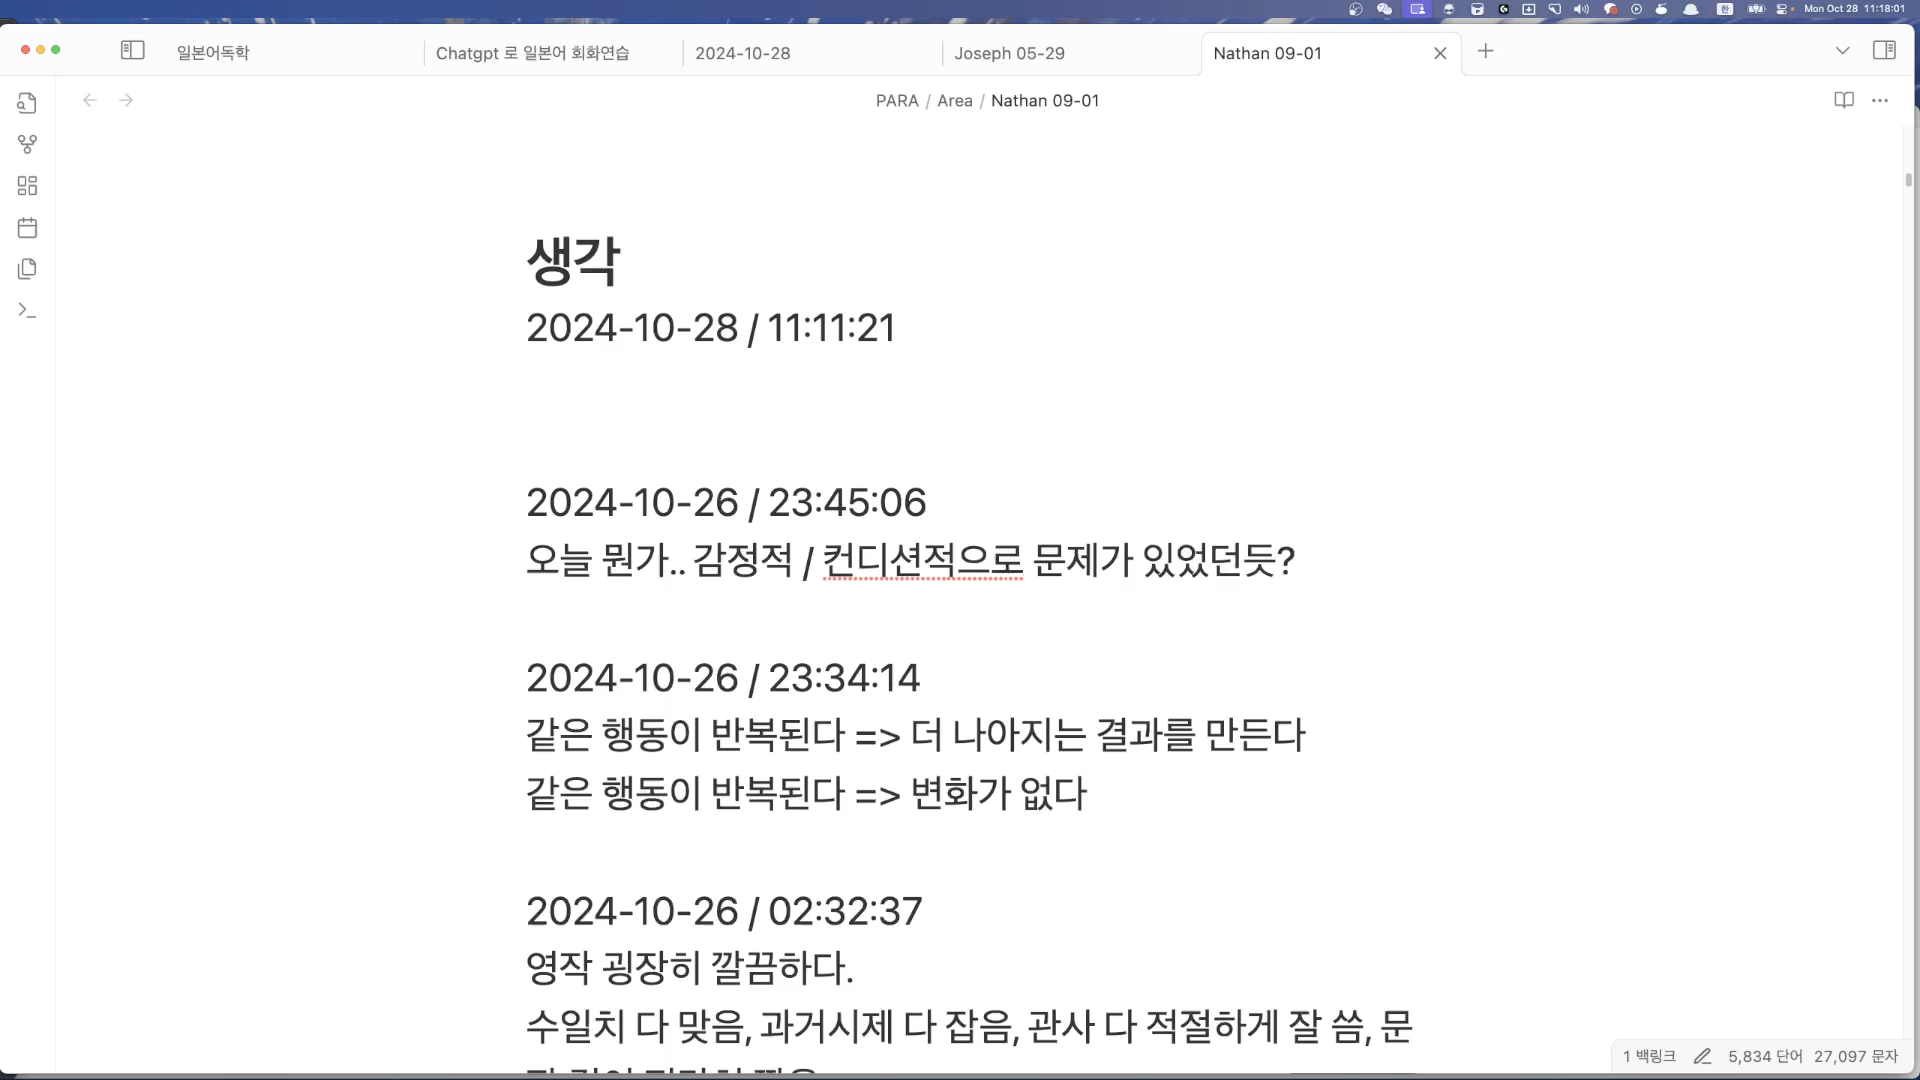 Mon Oct 28 11:18:01
일본어독학
Chatgpt 로 일본어 회화연습
2024-10-28
Joseph 05-29
Nathan 09-01
PARA / Area / Nathan 09-01
생각
2024-10-28 / 11:11:21
2024-10-26 / 23:45:06
오늘 뭔가.. 감정적 / 컨디션적으로 문제가 있었던듯?
2024-10-26 / 23:34:14
같은 행동이 반복된다 => 더 나아지는 결과를 만든다
같은 행동이 반복된다 => 변화가 없다
2024-10-26 / 02:32:37
영작 굉장히 깔끔하다.
수일치 다 맞음, 과거시제 다 잡음, 관사 다 적절하게 잘 씀, 문
1 백링크 5,834 단어 27,097 문자